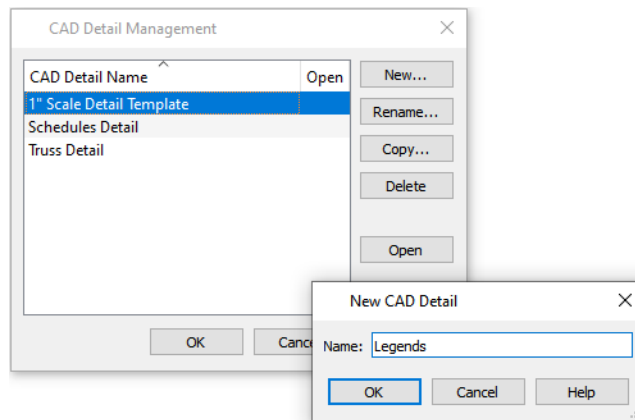 CAD Detail Management
CAD Detail Name Open
New...
1" Scale Detail Template
Rename...
Schedules Detail
Truss Detail
Copy...
Delete
Open
OK
New CAD Detail
Name: Legends
OK Cancel Help